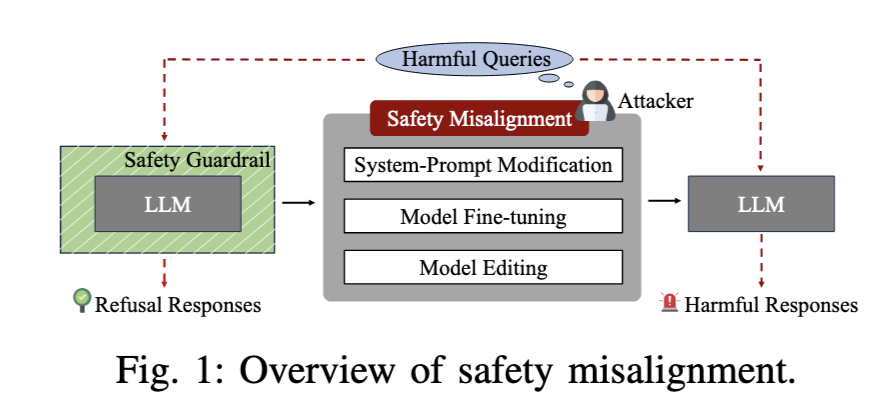 Harmful Queries
Attacker
Safety Misalignment
Safety Guardrail
LLM
System-Prompt Modification
Model Fine-tuning
Model Editing
LLM
Refusal Responses
Harmful Responses
Fig. 1: Overview of safety misalignment.